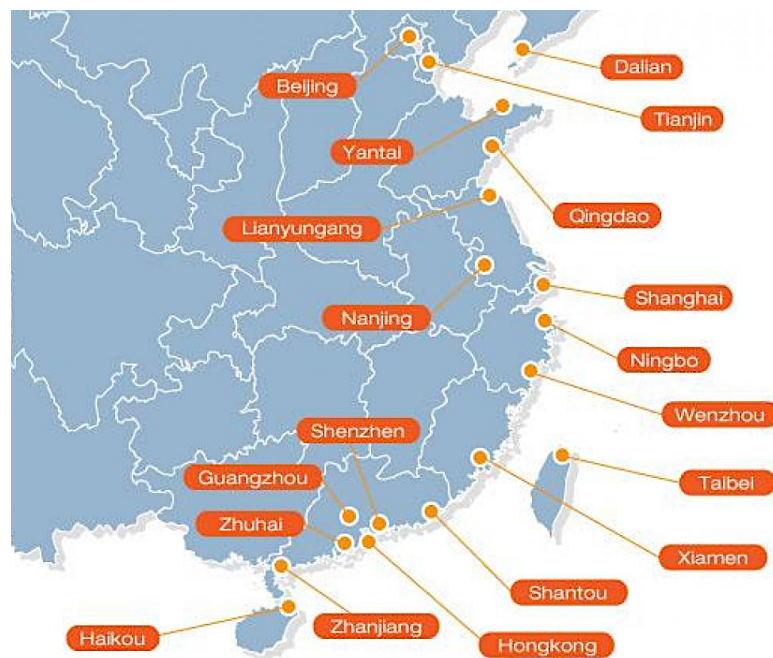 Dalian
Beijing
Tianjin
Yantai
Qingdao
Lianyungang
Shanghai
Nanjing
Ningbo
Wenzhou
Shenzhen
Guangzhou
Taibei
Zhuhai
Xiamen
Shantou
Zhanjiang
Haikou
Hongkong